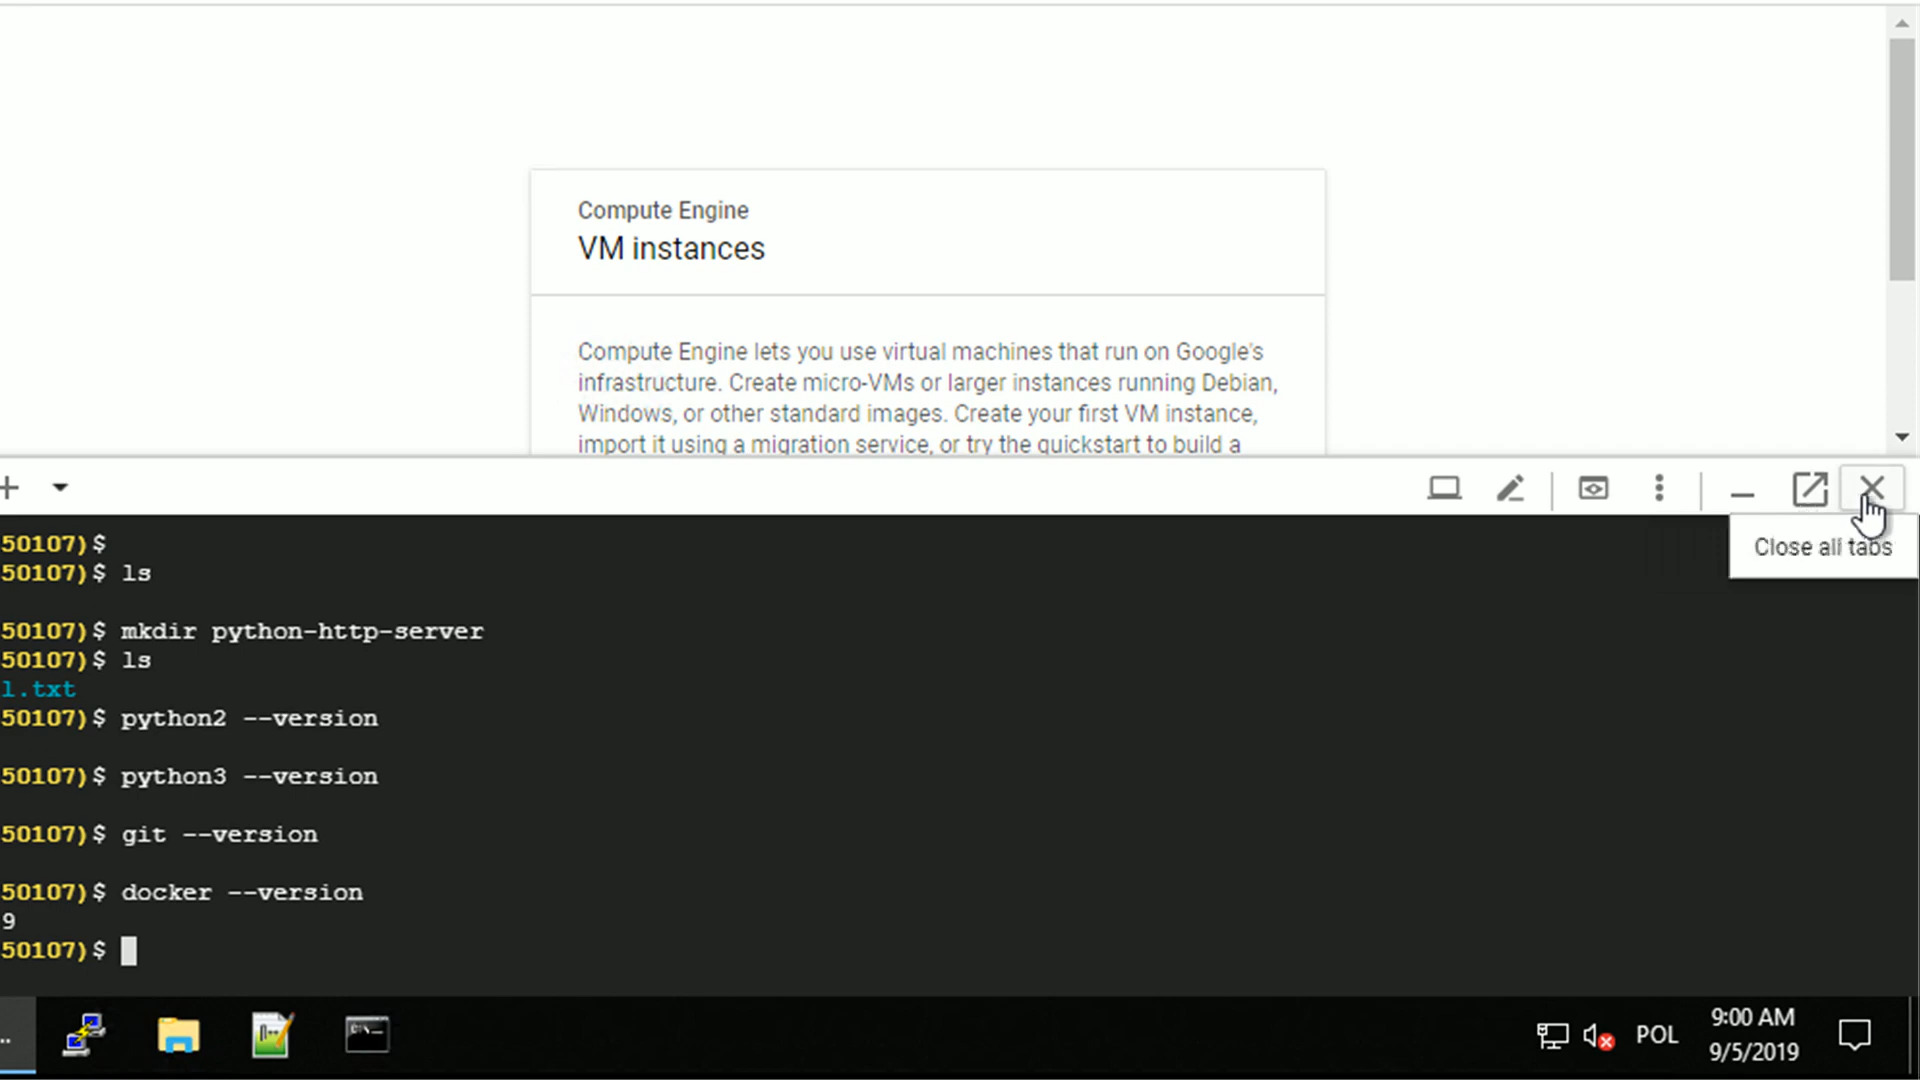 Compute Engine
VM instances
Compute Engine lets you use virtual machines that run on Google's
infrastructure. Create micro-VMs or larger instances running Debian,
Windows, or other standard images. Create your first VM instance,
import it using a migration service, or try the quickstart to build a
Close all tabs
50107)$
50107)$ ls
50107)$ mkdir python-http-server
50107)$ ls
l.txt
50107)$ python2 --version
50107)$ python3 --version
50107)$ git --version
50107)$ docker --version
9
50107)$
POL
9:00 AM
9/5/2019